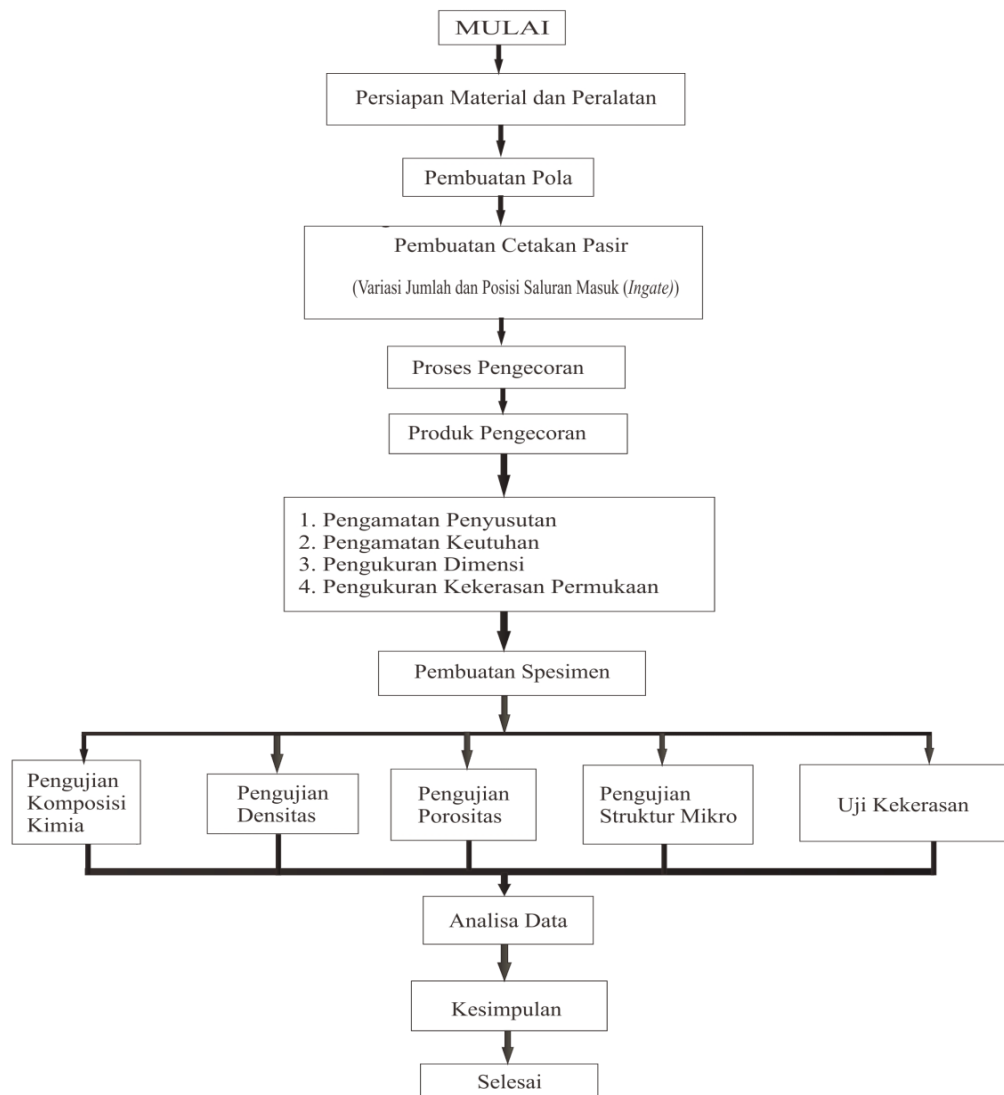 MULAI
Persiapan Material dan Peralatan
Pembuatan Pola
Pembuatan Cetakan Pasir
(Variasi Jumlah dan Posisi Saluran Masuk (Ingate))
Proses Pengecoran
Produk Pengecoran
1. Pengamatan Penyusutan
2. Pengamatan Keutuhan
3. Pengukuran Dimensi
4. Pengukuran Kekerasan Permukaan
Pembuatan Spesimen
Pengujian
Komposisi
Kimia
Pengujian
Densitas
Pengujian
Porositas
Pengujian
Struktur Mikro
Uji Kekerasan
Analisa Data
Kesimpulan
Selesai